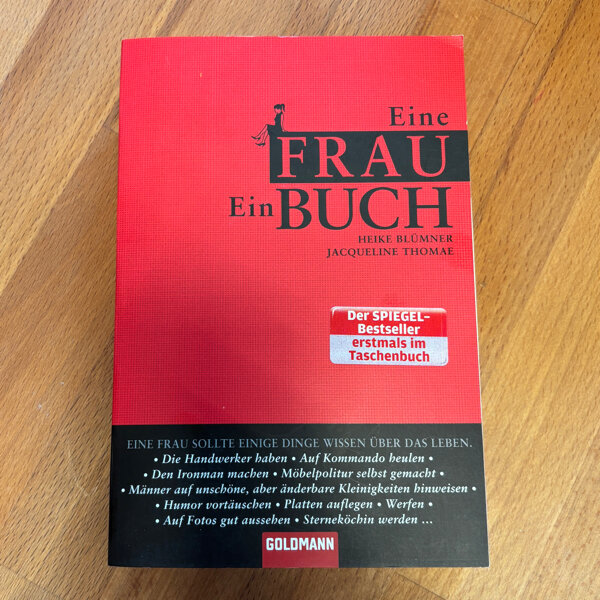 Eine
FRAU
Ein BUCH
HEIKE BLÜMNER
JACQUELINE THOMAE
Der SPIEGEL-
Bestseller
erstmals im
Taschenbuch
EINE FRAU SOLLTE EINIGE DINGE WISSEN ÜBER DAS LEBEN.
• Die Handwerker haben • Auf Kommando heulen •
• Den Ironman machen • Möbelpolitur selbst gemacht •
• Männer auf unschöne, aber änderbare Kleinigkeiten hinweisen •
• Humor vortäuschen • Platten auflegen • Werfen •
• Auf Fotos gut aussehen • Sterneköchin werden ...
GOLDMANN